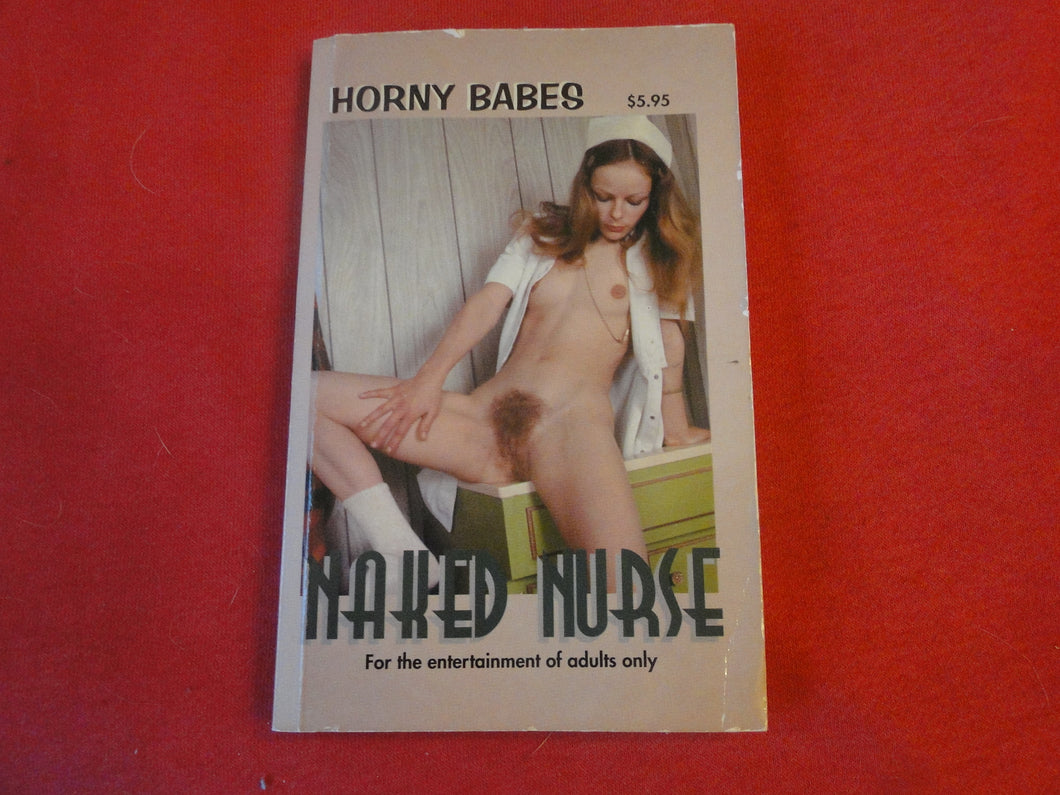 HORNY BABES $5.95
NAKED NURSE
For the entertainment of adults only